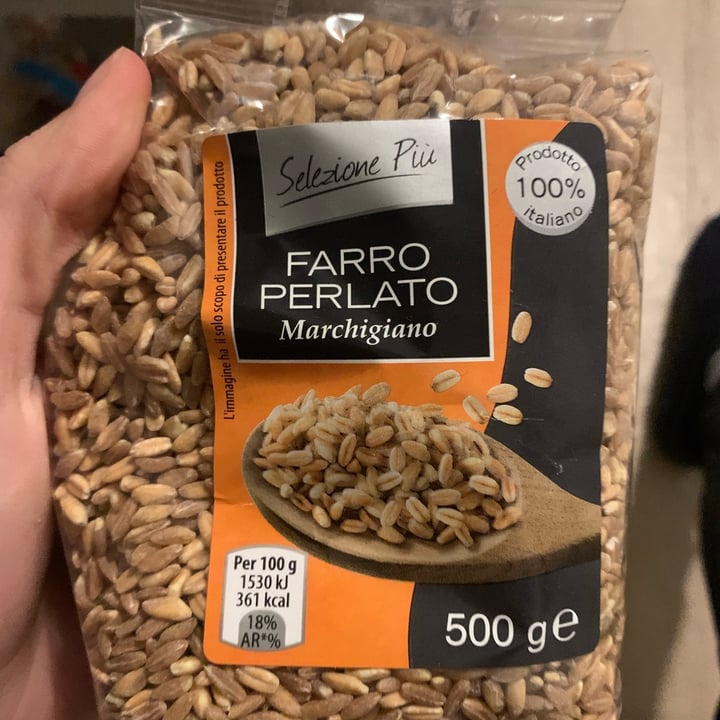 Selezione Più
Prodotto
100%
italiano
FARRO
PERLATO
Marchigiano
L'immagine ha il solo scopo di presentare il prodotto
Per 100 g
1530 kJ
361 kcal
18%
AR*%
500 g e